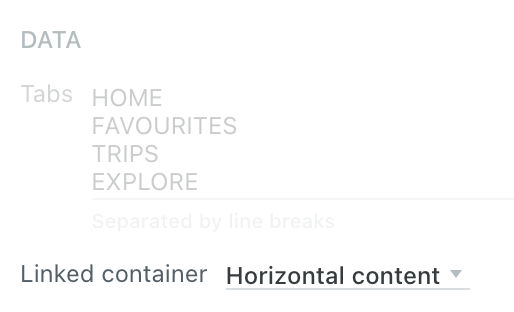 DATA
Tabs
HOME
FAVOURITES
TRIPS
EXPLORE
Separated by line breaks
Linked container Horizontal content